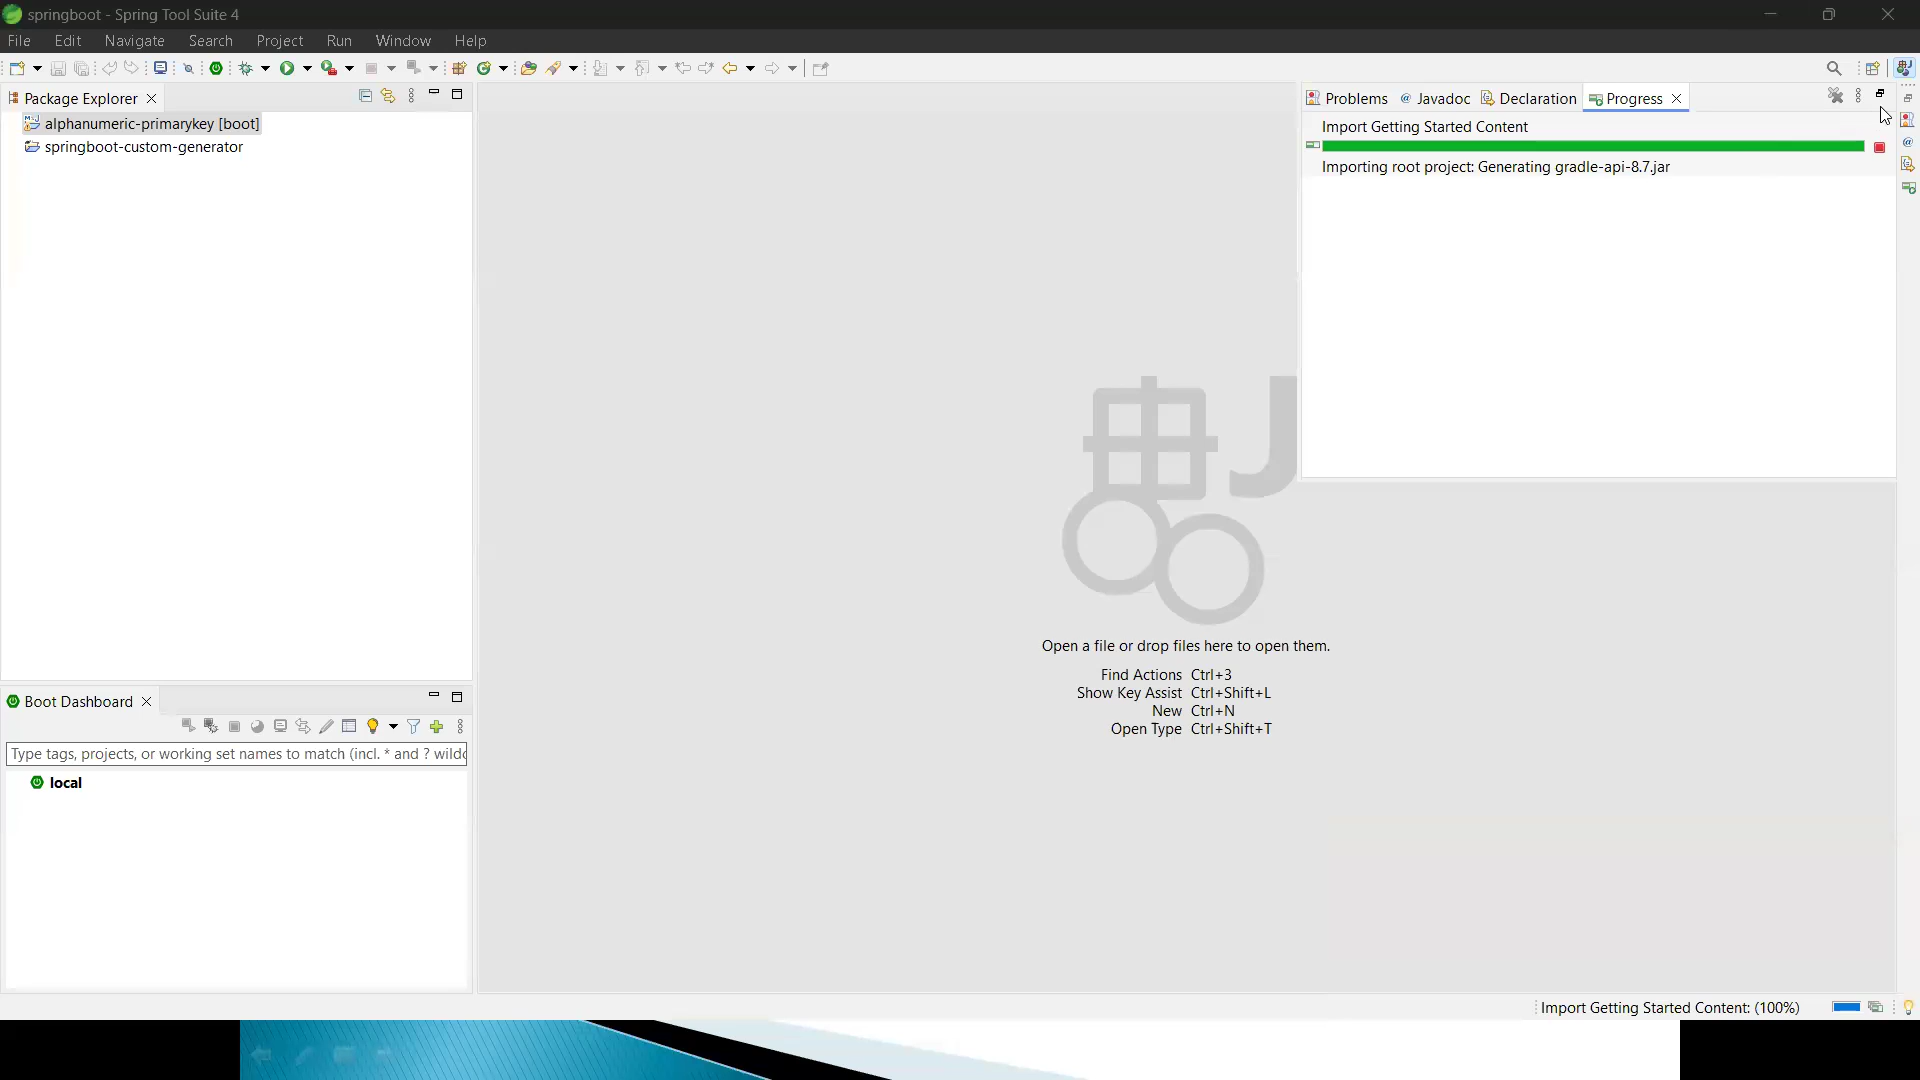 springboot - Spring Tool Suite 4
File Edit Navigate Search Project Run Window Help
Package Explorer
alphanumeric-primarykey [boot]
springboot-custom-generator
Problems Javadoc Declaration Progress
Import Getting Started Content
Importing root project: Generating gradle-api-8.7.jar
Open a file or drop files here to open them.
Find Actions Ctrl+3
Show Key Assist Ctrl+Shift+L
New Ctrl+N
Open Type Ctrl+Shift+T
Boot Dashboard
Type tags, projects, or working set names to match (incl. * and ? wildc
local
Import Getting Started Content: (100%)